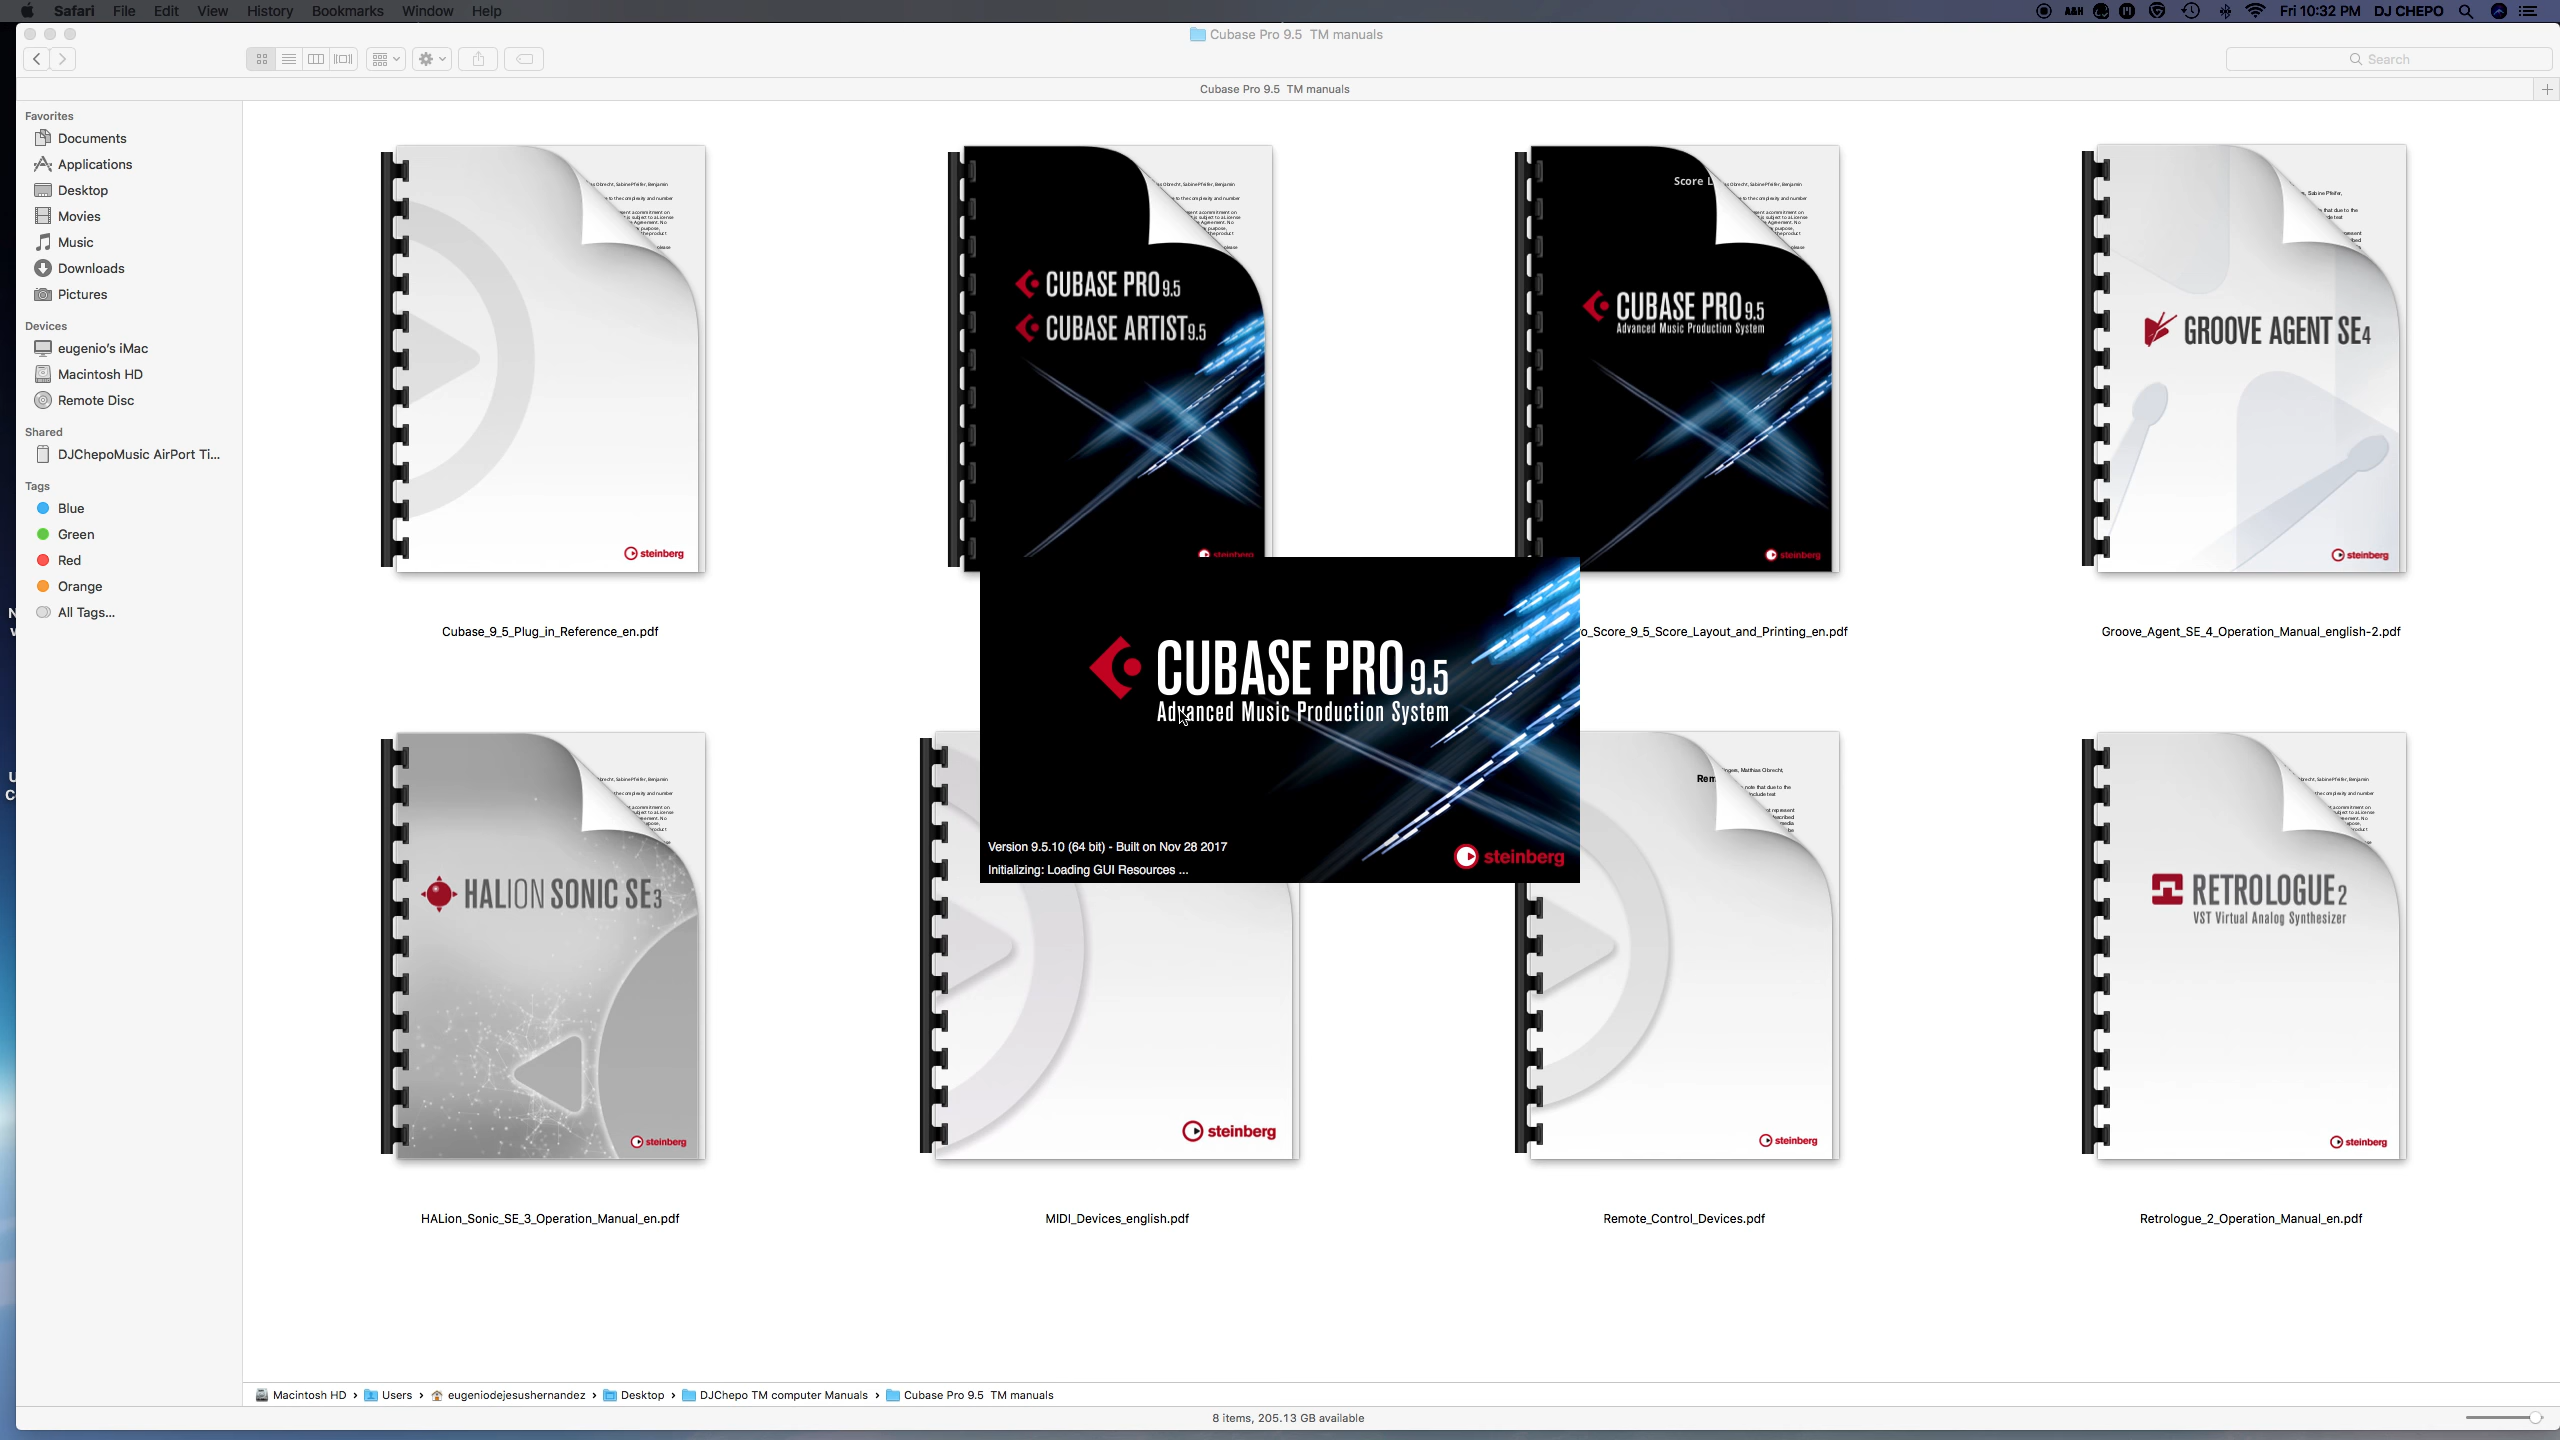 Safari File Edit View History Bookmarks Window Help
A&H
Fri 10:32 PM DJ CHEPO
Cubase Pro 9.5 TM manuals
Search
Cubase Pro 9.5 TM manuals
Favorites
Documents
Applications
Desktop
Movies
Music
Downloads
Pictures
Devices
eugenio's iMac
Macintosh HD
Remote Disc
Shared
DJChepoMusic AirPort Ti...
Tags
Blue
Green
Red
Orange
All Tags...
steinberg
Cubase_9_5_Plug_in_Reference_en.pdf
CUBASE PRO 9.5
CUBASE ARTIST 9.5
steinberg
Score L
CUBASE PRO 9.5
Advanced Music Production System
steinberg
o_Score_9_5_Score_Layout_and_Printing_en.pdf
GROOVE AGENT SE4
steinberg
Groove_Agent_SE_4_Operation_Manual_english-2.pdf
CUBASE PRO 9.5
Advanced Music Production System
Version 9.5.10 (64 bit) - Built on Nov 28 2017
Initializing: Loading GUI Resources ...
steinberg
HALION SONIC SE3
steinberg
HALion_Sonic_SE_3_Operation_Manual_en.pdf
steinberg
MIDI_Devices_english.pdf
Rem
steinberg
Remote_Control_Devices.pdf
RETROLOGUE 2
VST Virtual Analog Synthesizer
steinberg
Retrologue_2_Operation_Manual_en.pdf
Macintosh HD › Users › eugeniodejesushernandez › Desktop › DJChepo TM computer Manuals › Cubase Pro 9.5 TM manuals
8 items, 205.13 GB available